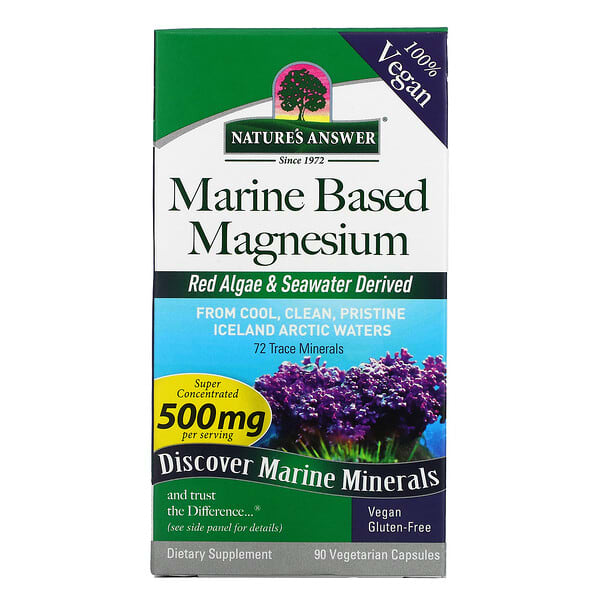 100%
Vegan
NATURE'S ANSWER®
Since 1972
Marine Based
Magnesium
Red Algae & Seawater Derived
FROM COOL, CLEAN, PRISTINE
ICELAND ARCTIC WATERS
72 Trace Minerals
Super
Concentrated
500mg
per serving
Discover Marine Minerals
and trust
the Difference...®
(see side panel for details)
Vegan
Gluten-Free
Dietary Supplement
90 Vegetarian Capsules